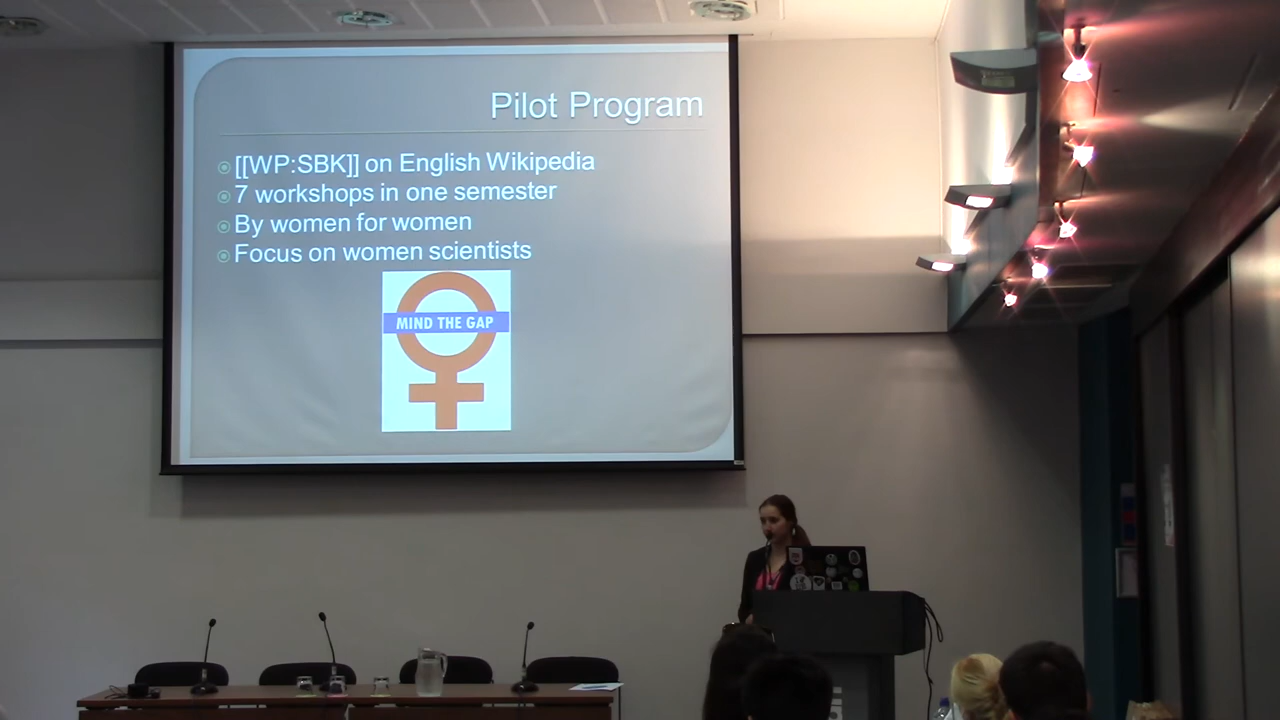 Pilot Program
[[WP:SBK]] on English Wikipedia
7 workshops in one semester
By women for women
Focus on women scientists
MIND THE GAP